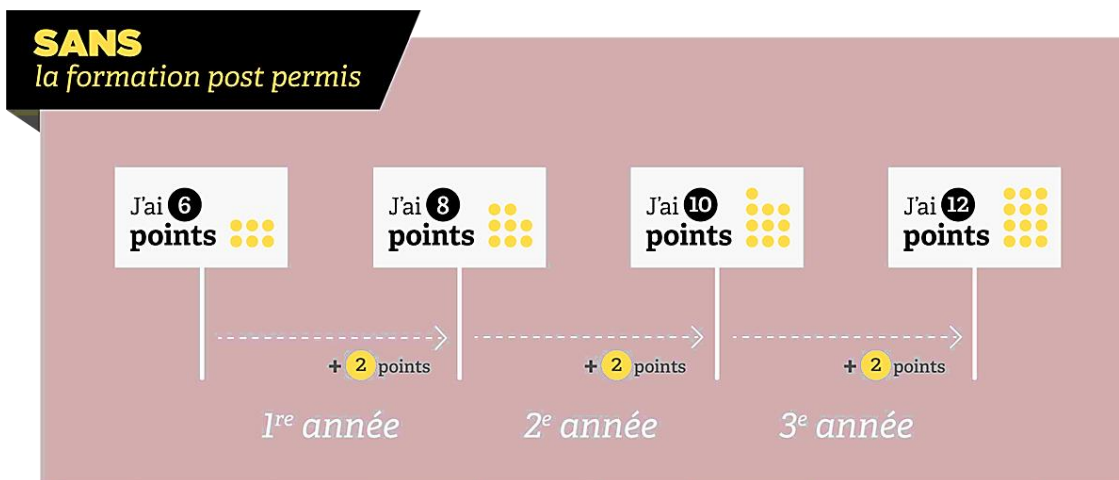 SANS
la formation post permis
J'ai 6
points
J'ai 8
points
J'ai 10
points
J'ai 12
points
+ 2 points
+ 2 points
+ 2 points
1re année
2e année
3e année